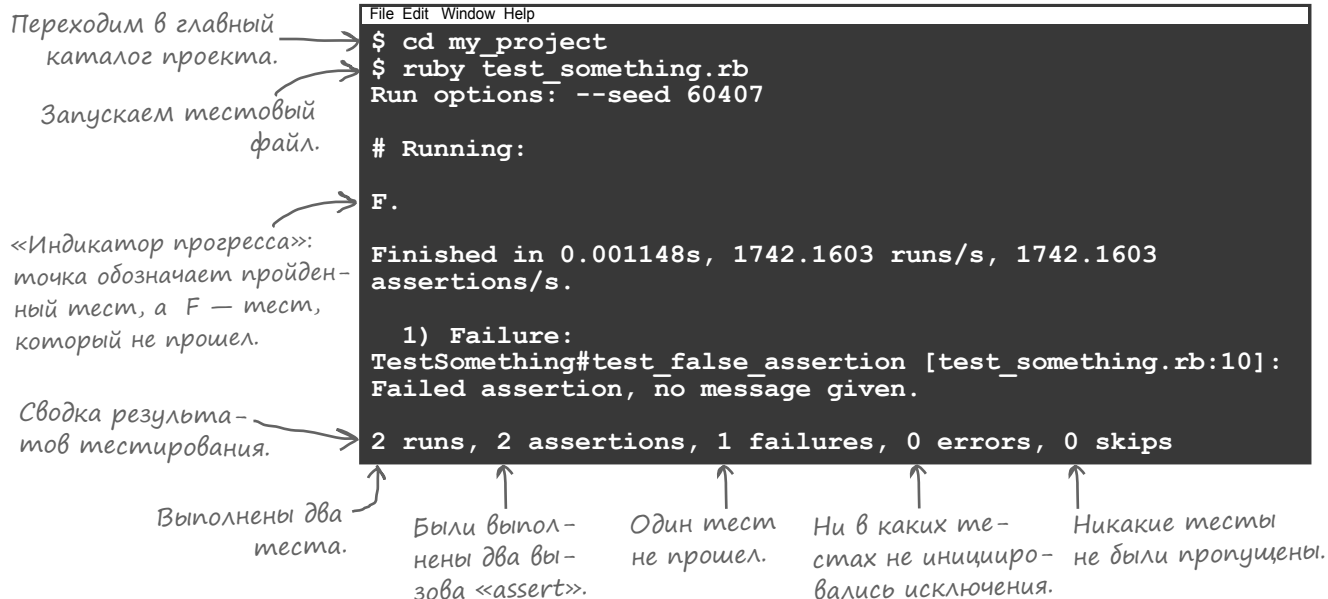 File Edit Window Help
Переходим в главный
каталог проекта.
$ cd my_project
$ ruby test_something.rb
Run options: --seed 60407
Запускаем тестовый
файл.
# Running:
F.
«Индикатор прогресса»:
точка обозначает пройден-
ный тест, а F — тест,
который не прошел.
Finished in 0.001148s, 1742.1603 runs/s, 1742.1603
assertions/s.
1) Failure:
TestSomething#test_false_assertion [test_something.rb:10]:
Failed assertion, no message given.
Сводка результа-
тов тестирования.
2 runs, 2 assertions, 1 failures, 0 errors, 0 skips
Выполнены два
теста.
Были выпол-
нены два вы-
зова «assert».
Один тест
не прошел.
Ни в каких те-
стах не иницииро-
вались исключения.
Никакие тесты
не были пропущены.